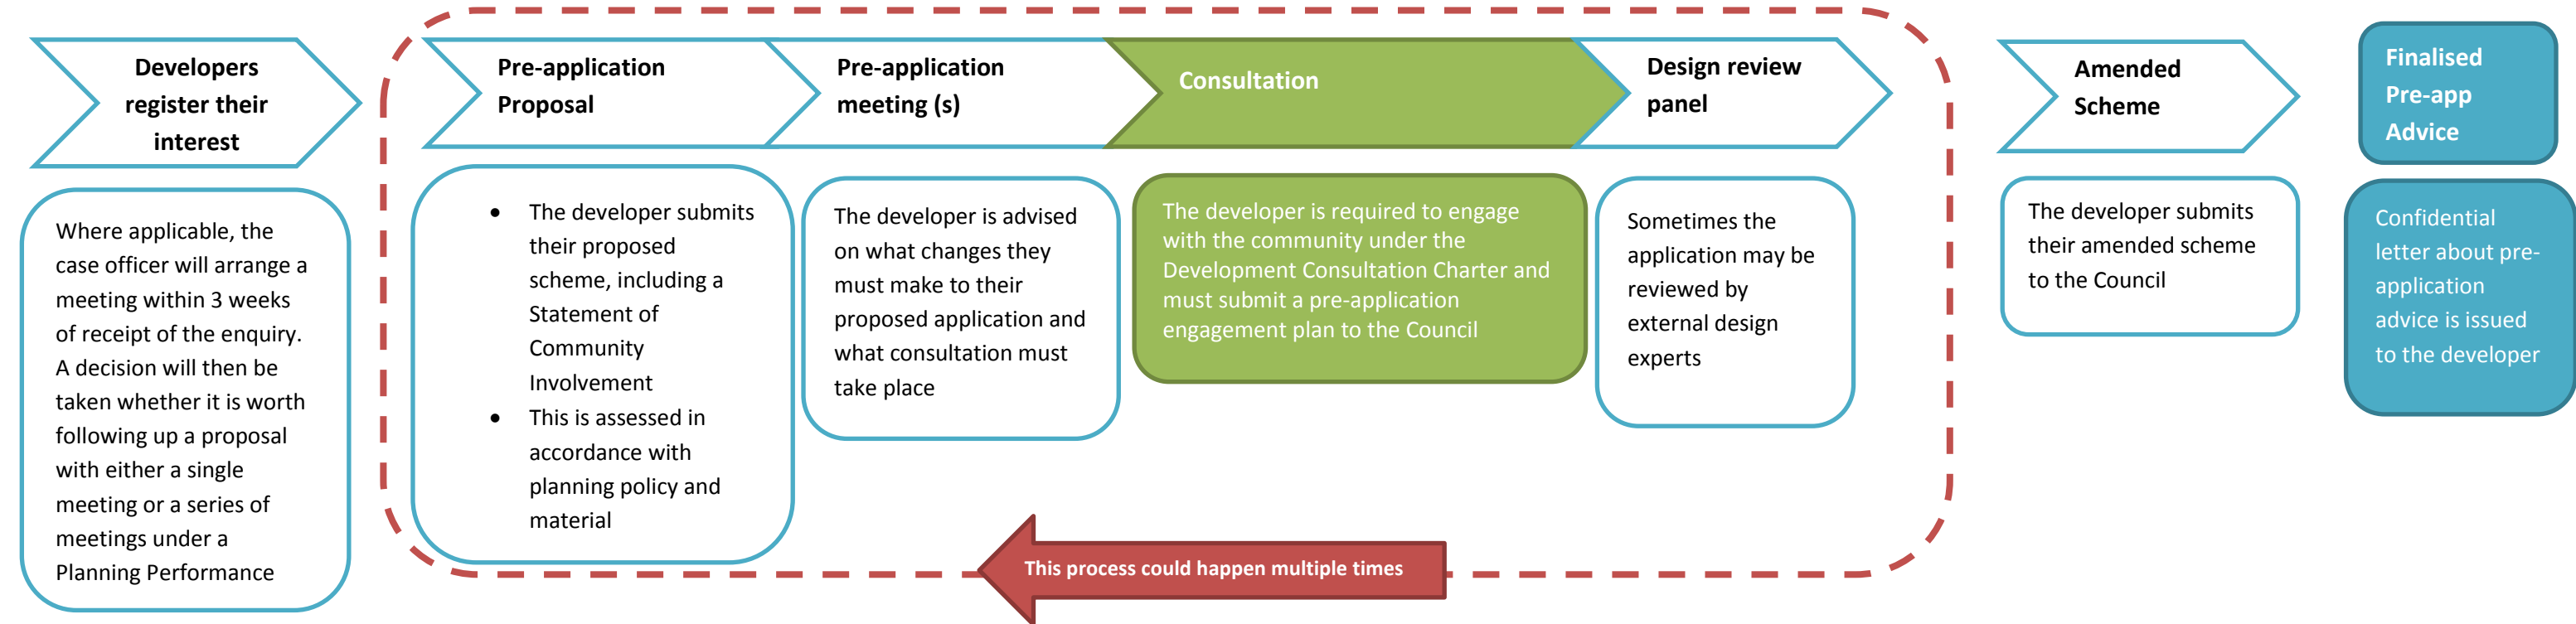 Developers
register their
interest
Where applicable, the
case officer will arrange a
meeting within 3 weeks
of receipt of the enquiry.
A decision will then be
taken whether it is worth
following up a proposal
with either a single
meeting or a series of
meetings under a
Planning Performance
Pre-application
Proposal
• The developer submits
their proposed
scheme, including a
Statement of
Community
Involvement
• This is assessed in
accordance with
planning policy and
material
Pre-application
meeting (s)
The developer is advised
on what changes they
must make to their
proposed application and
what consultation must
take place
Consultation
The developer is required to engage
with the community under the
Development Consultation Charter and
must submit a pre-application
engagement plan to the Council
Design review
panel
Sometimes the
application may be
reviewed by
external design
experts
This process could happen multiple times
Amended
Scheme
The developer submits
their amended scheme
to the Council
Finalised
Pre-app
Advice
Confidential
letter about pre-
application
advice is issued
to the developer